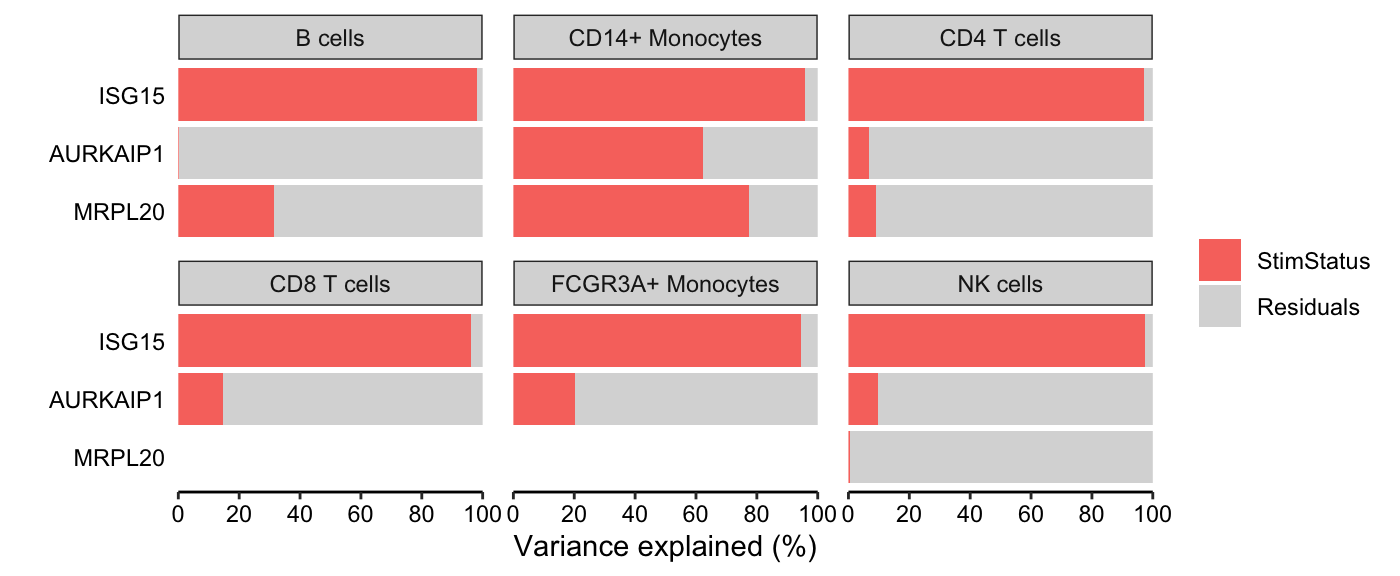 B cells CD14+ Monocytes CD4 T cells
ISG15
AURKAIP1
MRPL20
StimStatus
Residuals
CD8 T cells FCGR3A+ Monocytes NK cells
ISG15
AURKAIP1
MRPL20
0 20 40 60 80 100 0 20 40 60 80 100 0 20 40 60 80 100
Variance explained (%)